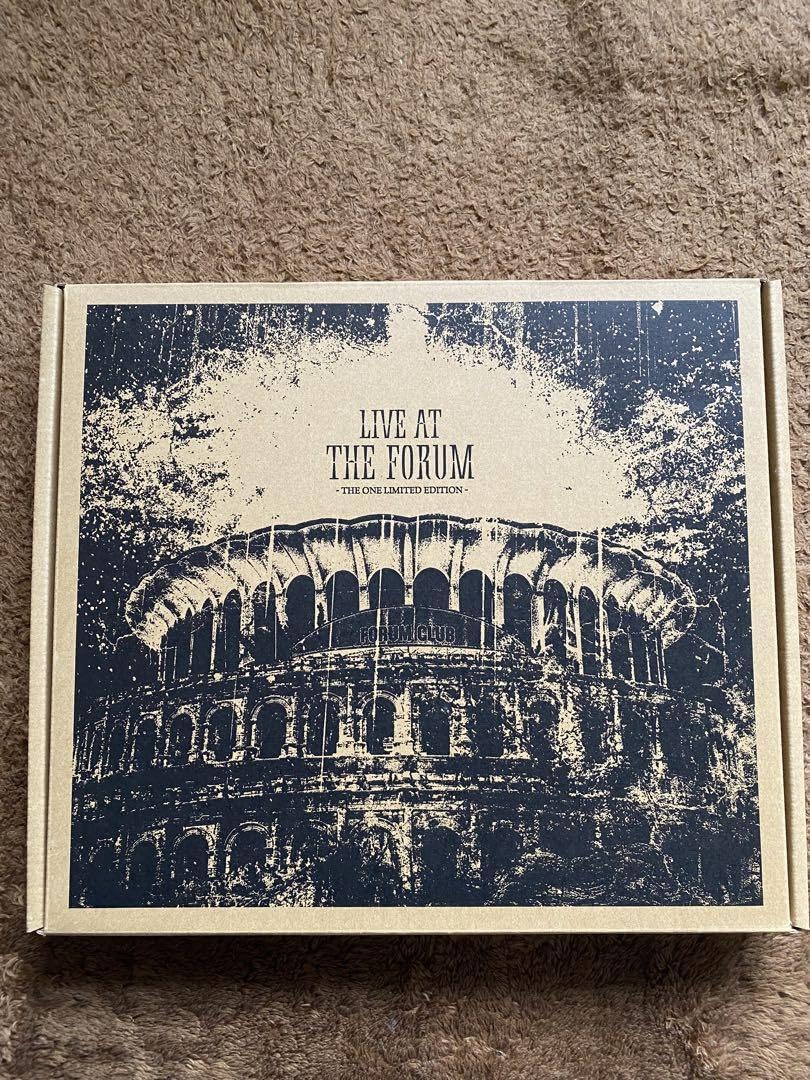 LIVE AT
THE FORUM
- THE ONE LIMITED EDITION -
FORUM CLUB